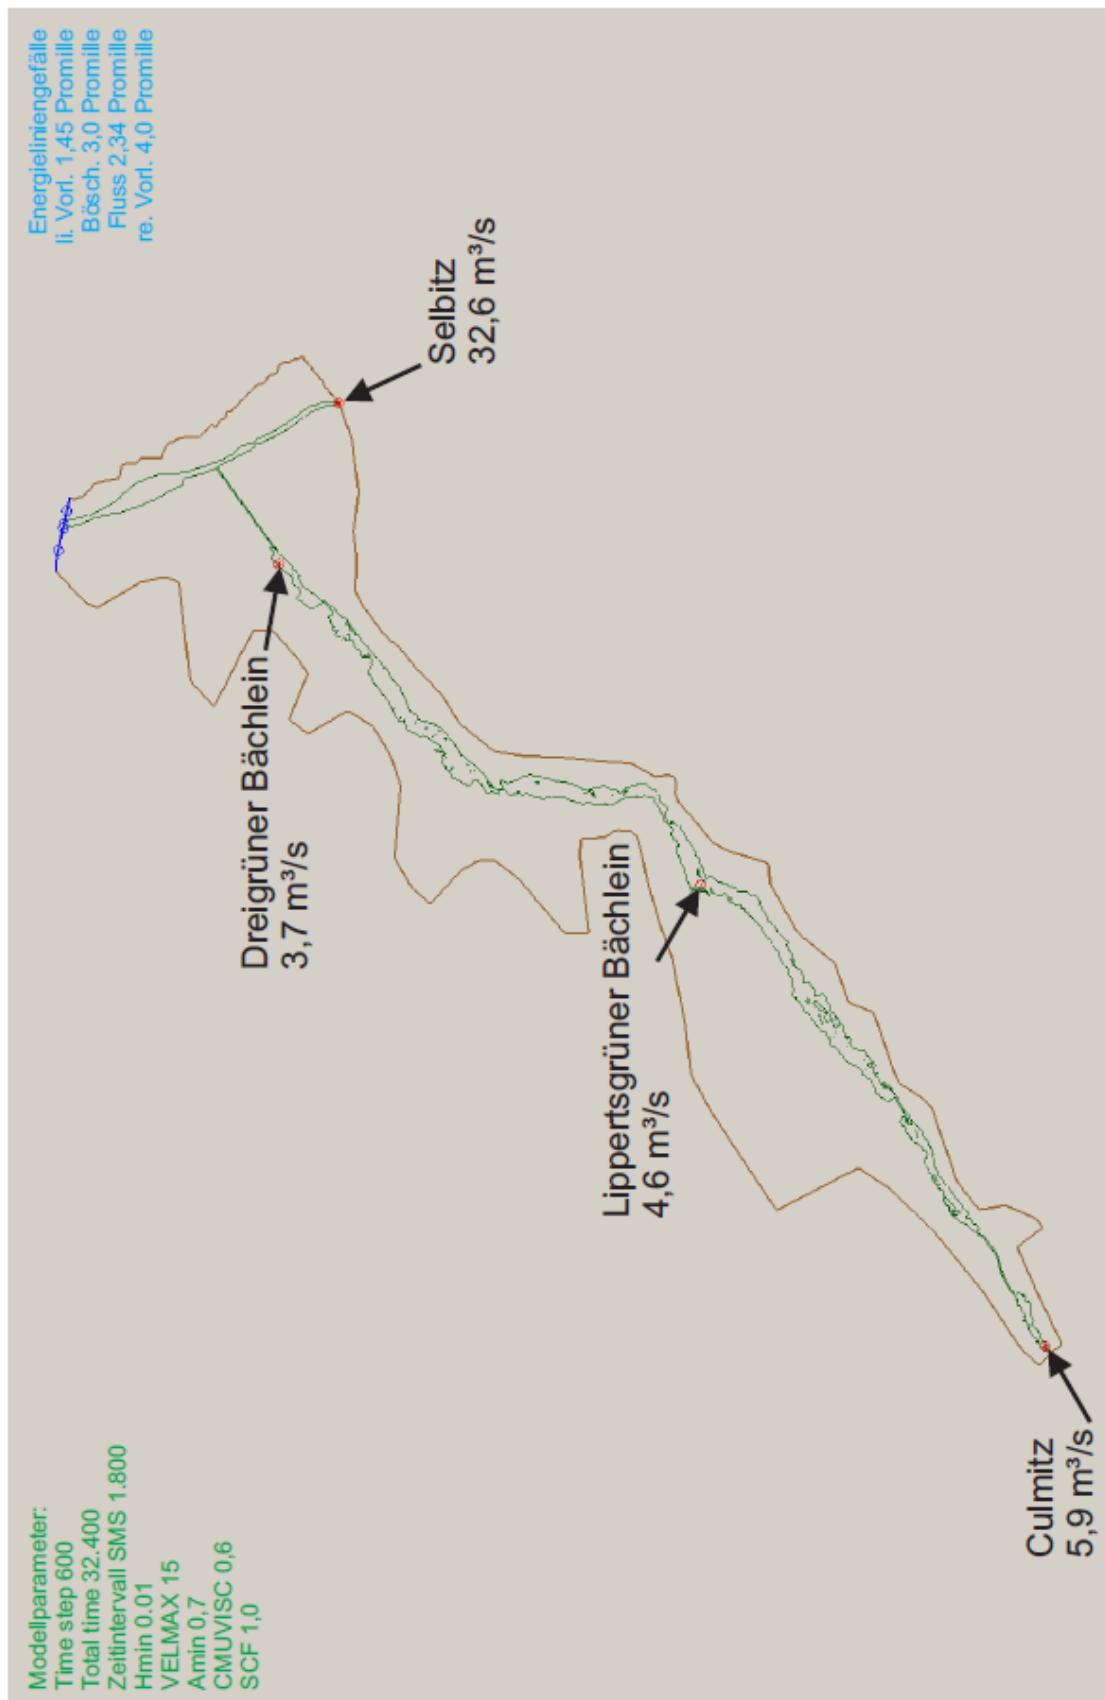 Modellparameter:
Time step 600
Total time 32.400
Zeitintervall SMS 1.800
Hmin 0.01
VELMAX 15
Amin 0,7
CMUVISC 0,6
SCF 1,0
Energieliniengefälle
li. Vorl. 1,45 Promille
Bösch. 3,0 Promille
Fluss 2,34 Promille
re. Vorl. 4,0 Promille
Dreigrüner Bächlein
3,7 m³/s
Selbitz
32,6 m³/s
Lippertsgrüner Bächlein
4,6 m³/s
Culmitz
5,9 m³/s